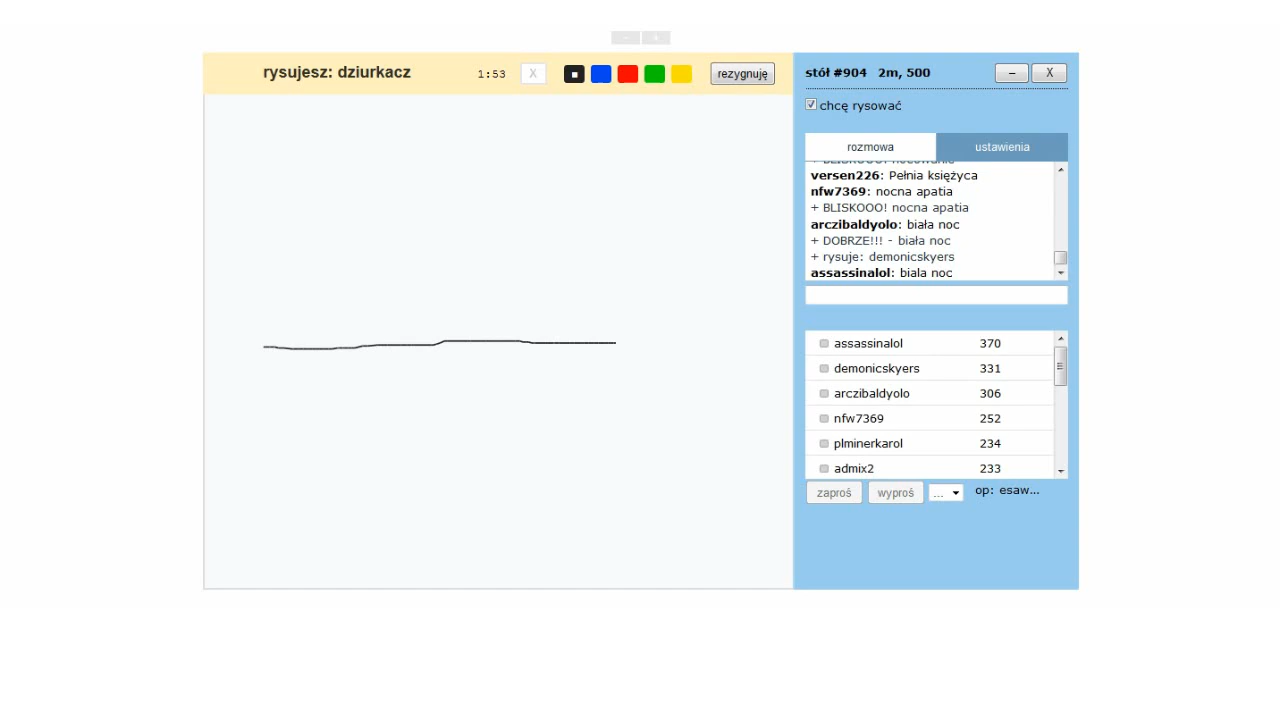 rysujesz: dziurkacz
1:53
X
rezygnuję
stół #904 2m, 500
– X
chcę rysować
rozmowa
ustawienia
+ BLISKOOO! nocowanie
versen226: Pełnia księżyca
nfw7369: nocna apatia
+ BLISKOOO! nocna apatia
arczibaldyolo: biała noc
+ DOBRZE!!! - biała noc
+ rysuje: demonicskyers
assassinalol: biala noc
assassinalol 370
demonicskyers 331
arczibaldyolo 306
nfw7369 252
plminerkarol 234
admix2 233
zaproś
wyproś
...
op: esaw...